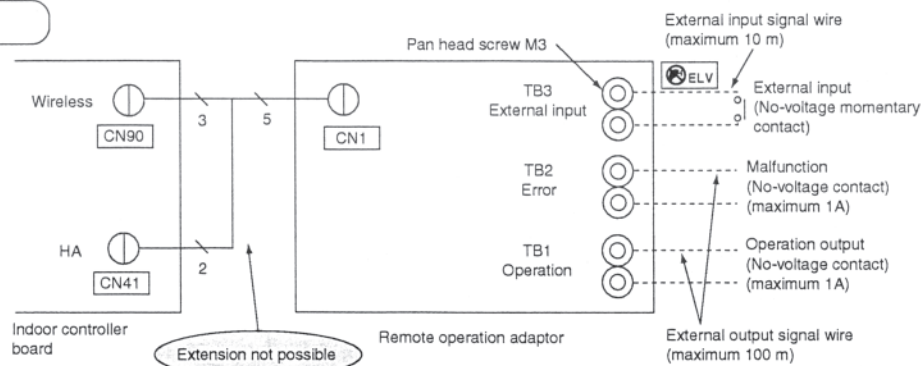 External input signal wire
(maximum 10 m)
Pan head screw M3
ELV
Wireless
CN90
3
5
CN1
TB3
External input
External input
(No-voltage momentary
contact)
TB2
Error
Malfunction
(No-voltage contact)
(maximum 1A)
HA
CN41
2
TB1
Operation
Operation output
(No-voltage contact)
(maximum 1A)
Indoor controller
board
Extension not possible
Remote operation adaptor
External output signal wire
(maximum 100 m)